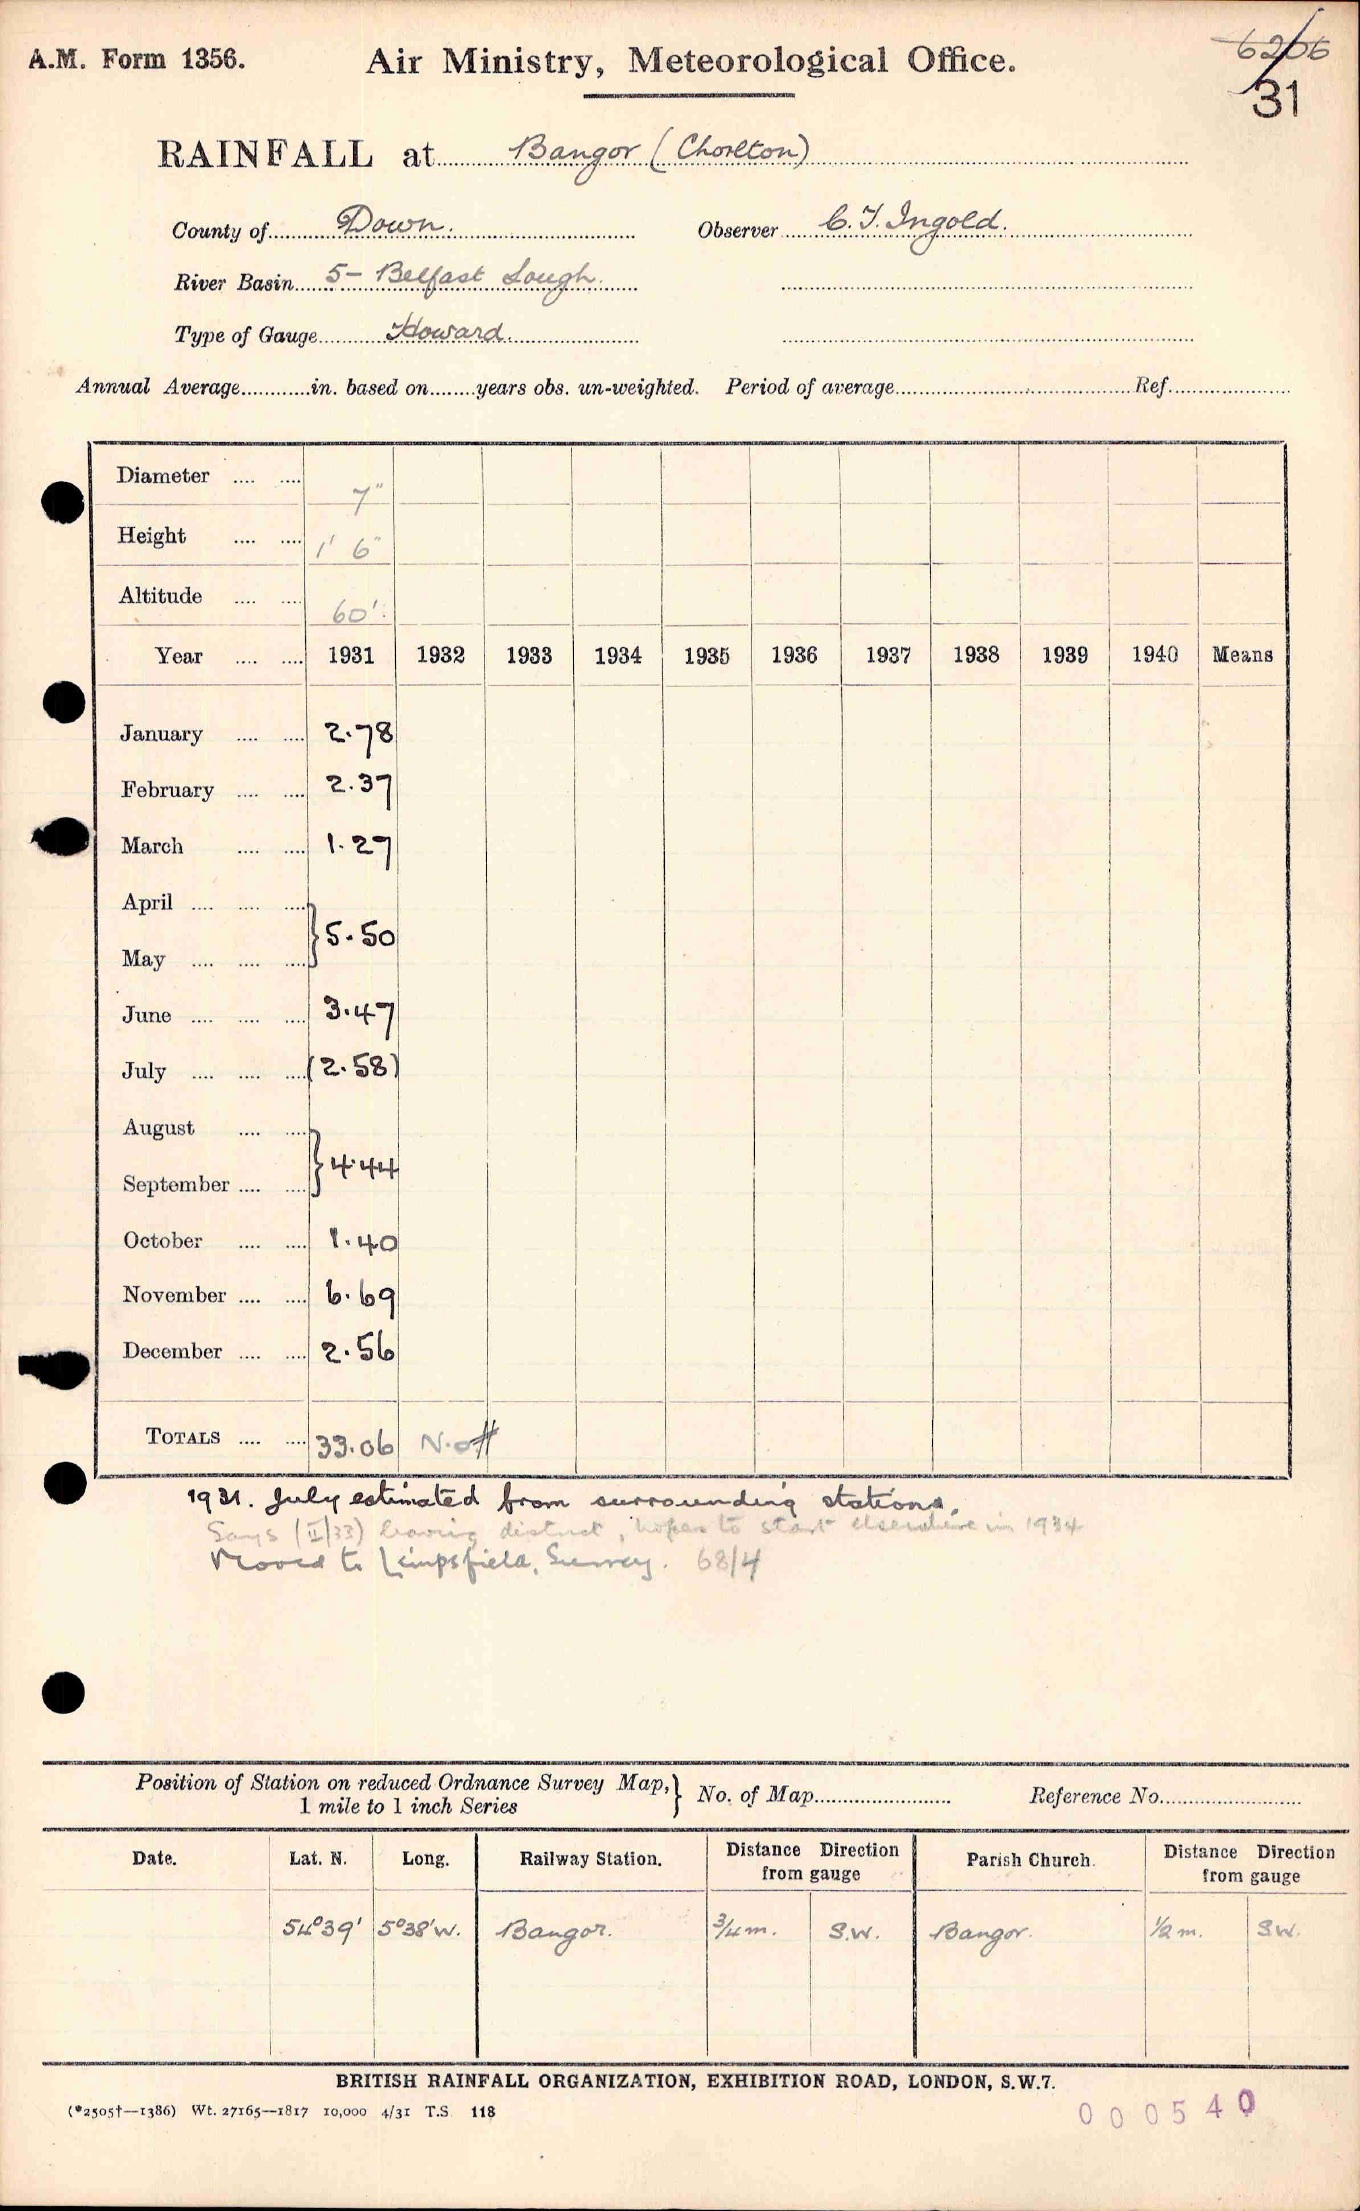 A.M. Form 1356.
Air Ministry, Meteorological Office.
6206
31
RAINFALL at Bangor (Chorlton)
County of Down. Observer C.T. Ingold.
River Basin 5- Belfast Lough.
Type of Gauge Howard.
Annual Average............in. based on........years obs. un-weighted. Period of average.............Ref.............
Diameter .... .... 7"
Height .... .... 1' 6"
Altitude .... .... 60'
Year .... .... 1931 1932 1933 1934 1935 1936 1937 1938 1939 1940 Means
January .... .... 2.78
February .... .... 2.37
March .... .... 1.27
April .... .... ....
} 5.50
May .... .... ....
June .... .... .... 3.47
July .... .... .... (2.58)
August .... ....
} 4.44
September .... ....
October .... .... 1.40
November .... .... 6.69
December .... .... 2.56
TOTALS .... .... 33.06 N.o
1931. July estimated from surrounding stations.
Says (II/33) leaving district, hopes to start elsewhere in 1934
Moved to Limpsfield, Surrey. 68/4
Position of Station on reduced Ordnance Survey Map, } No. of Map............ Reference No............
1 mile to 1 inch Series
Date. Lat. N. Long. Railway Station. Distance Direction from gauge Parish Church. Distance Direction from gauge
54°39' 5°38'W. Bangor. 3/4 m. S.W. Bangor. 1/2 m. S.W.
BRITISH RAINFALL ORGANIZATION, EXHIBITION ROAD, LONDON, S.W.7.
(*2505†—1386) Wt. 27165—1817 10,000 4/31 T.S. 118
000540